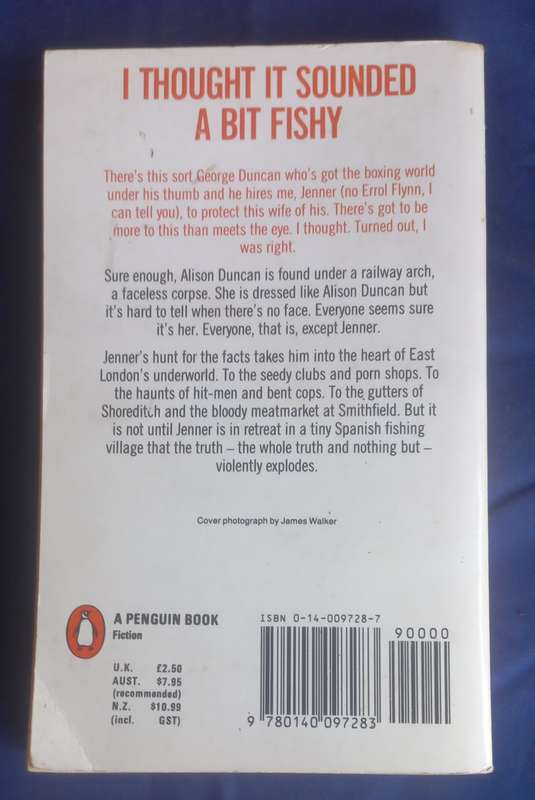 I THOUGHT IT SOUNDED
A BIT FISHY
There's this sort George Duncan who's got the boxing world
under his thumb and he hires me, Jenner (no Errol Flynn, I
can tell you), to protect this wife of his. There's got to be
more to this than meets the eye. I thought. Turned out, I
was right.
Sure enough, Alison Duncan is found under a railway arch,
a faceless corpse. She is dressed like Alison Duncan but
it's hard to tell when there's no face. Everyone seems sure
it's her. Everyone, that is, except Jenner.
Jenner's hunt for the facts takes him into the heart of East
London's underworld. To the seedy clubs and porn shops. To
the haunts of hit-men and bent cops. To the gutters of
Shoreditch and the bloody meatmarket at Smithfield. But it
is not until Jenner is in retreat in a tiny Spanish fishing
village that the truth – the whole truth and nothing but –
violently explodes.
Cover photograph by James Walker
A PENGUIN BOOK
Fiction
U.K. £2.50
AUST. $7.95
(recommended)
N.Z. $10.99
(incl. GST)
ISBN 0-14-009728-7
90000
9 780140 097283